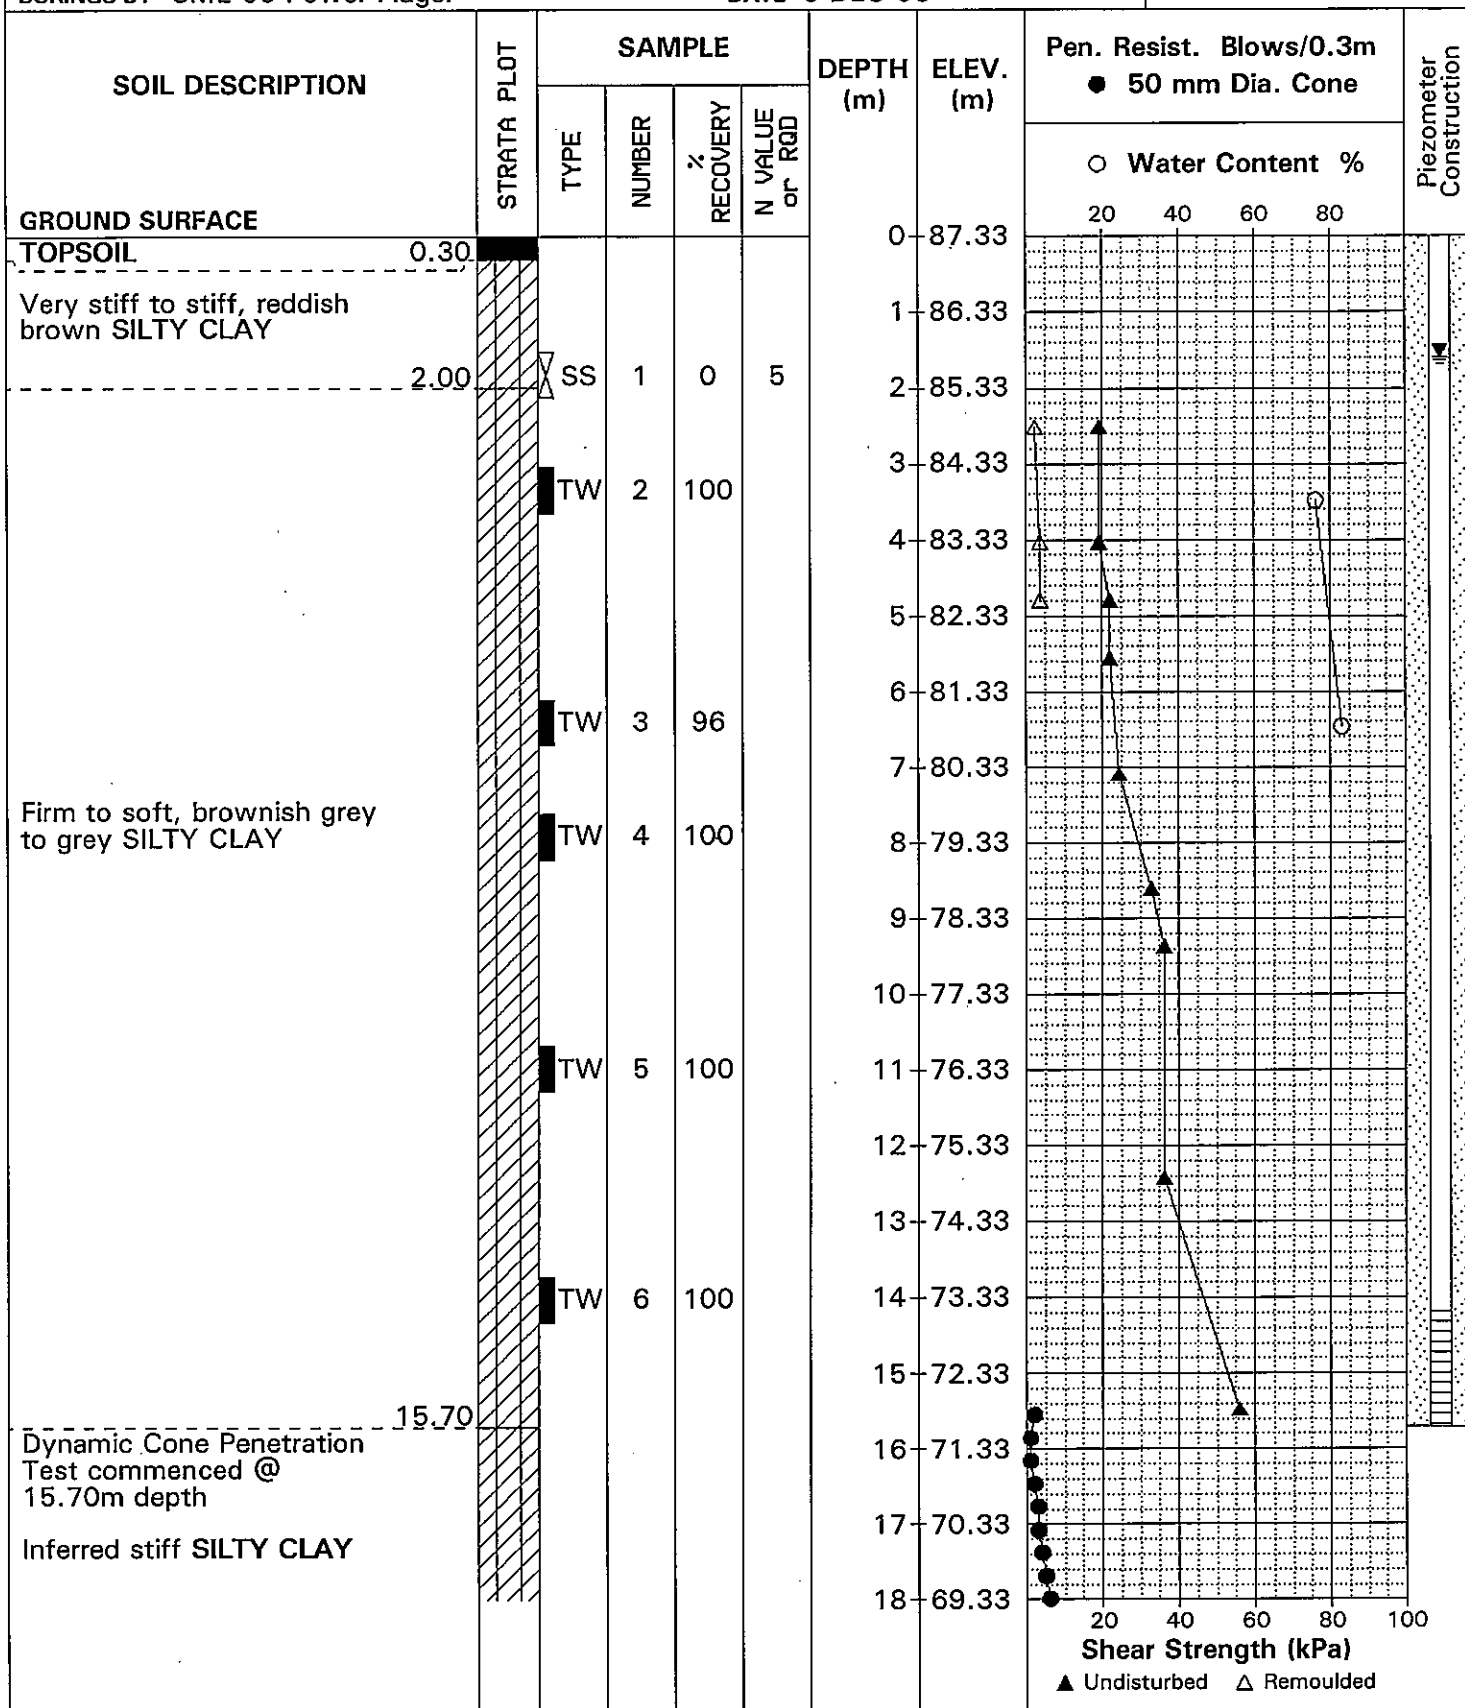 SOIL DESCRIPTION
GROUND SURFACE
STRATA PLOT
SAMPLE
TYPE
NUMBER
%
RECOVERY
N VALUE
or RQD
DEPTH
(m)
ELEV.
(m)
Pen. Resist. Blows/0.3m
● 50 mm Dia. Cone
○ Water Content %
20 40 60 80
Piezometer
Construction
TOPSOIL 0.30
Very stiff to stiff, reddish
brown SILTY CLAY
2.00
SS 1 0 5
TW 2 100
TW 3 96
Firm to soft, brownish grey
to grey SILTY CLAY
TW 4 100
TW 5 100
TW 6 100
15.70
Dynamic Cone Penetration
Test commenced @
15.70m depth
Inferred stiff SILTY CLAY
0 87.33
1 86.33
2 85.33
3 84.33
4 83.33
5 82.33
6 81.33
7 80.33
8 79.33
9 78.33
10 77.33
11 76.33
12 75.33
13 74.33
14 73.33
15 72.33
16 71.33
17 70.33
18 69.33
20 40 60 80 100
Shear Strength (kPa)
▲ Undisturbed △ Remoulded